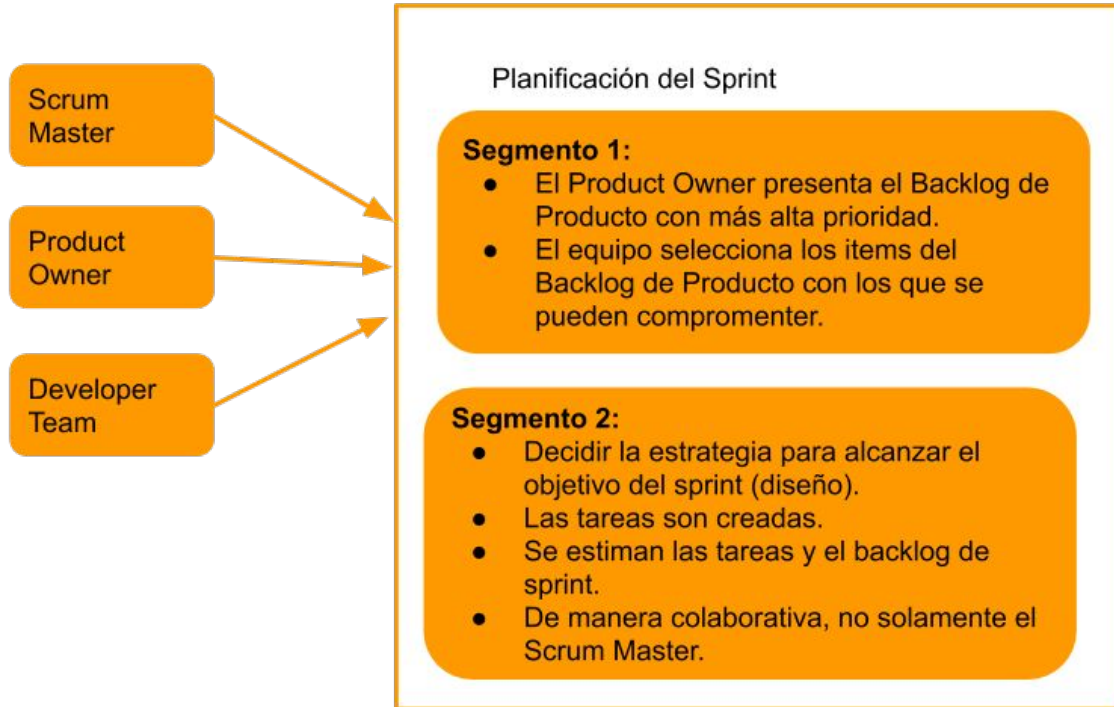 Scrum
Master
Product
Owner
Developer
Team
Planificación del Sprint
Segmento 1:
● El Product Owner presenta el Backlog de
Producto con más alta prioridad.
● El equipo selecciona los items del
Backlog de Producto con los que se
pueden compromenter.
Segmento 2:
● Decidir la estrategia para alcanzar el
objetivo del sprint (diseño).
● Las tareas son creadas.
● Se estiman las tareas y el backlog de
sprint.
● De manera colaborativa, no solamente el
Scrum Master.